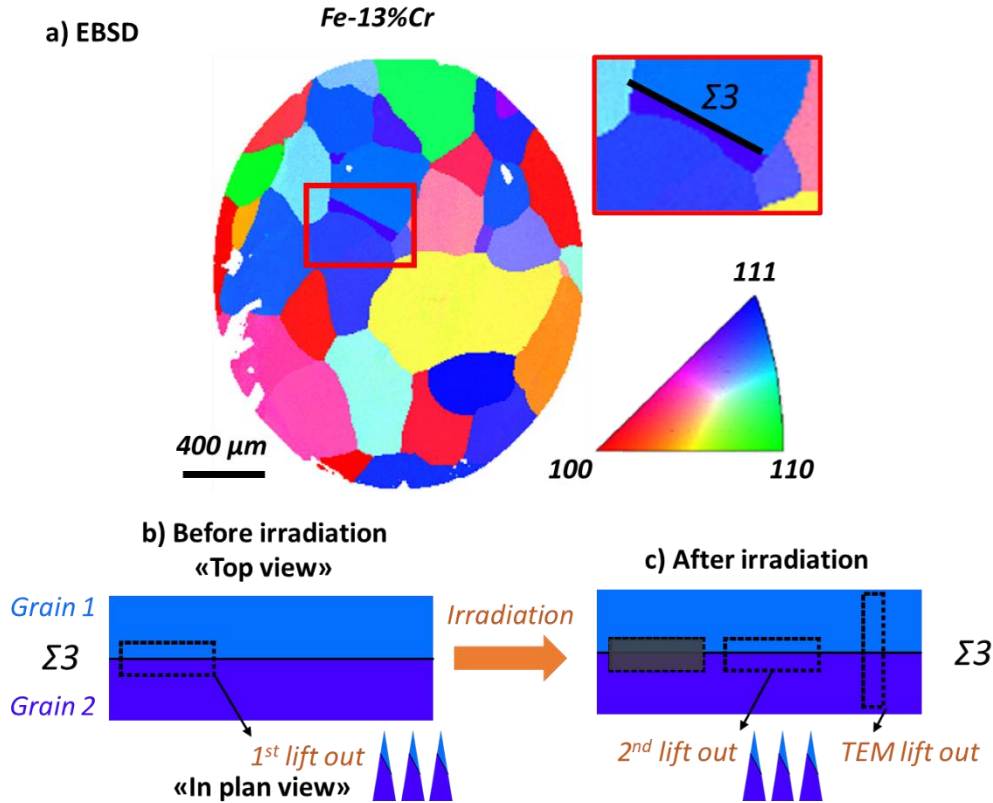 Fe-13%Cr
a) EBSD
Σ3
111
400 µm
100
110
b) Before irradiation
«Top view»
c) After irradiation
Grain 1
Irradiation
Σ3
Σ3
Grain 2
1st lift out
2nd lift out
TEM lift out
«In plan view»